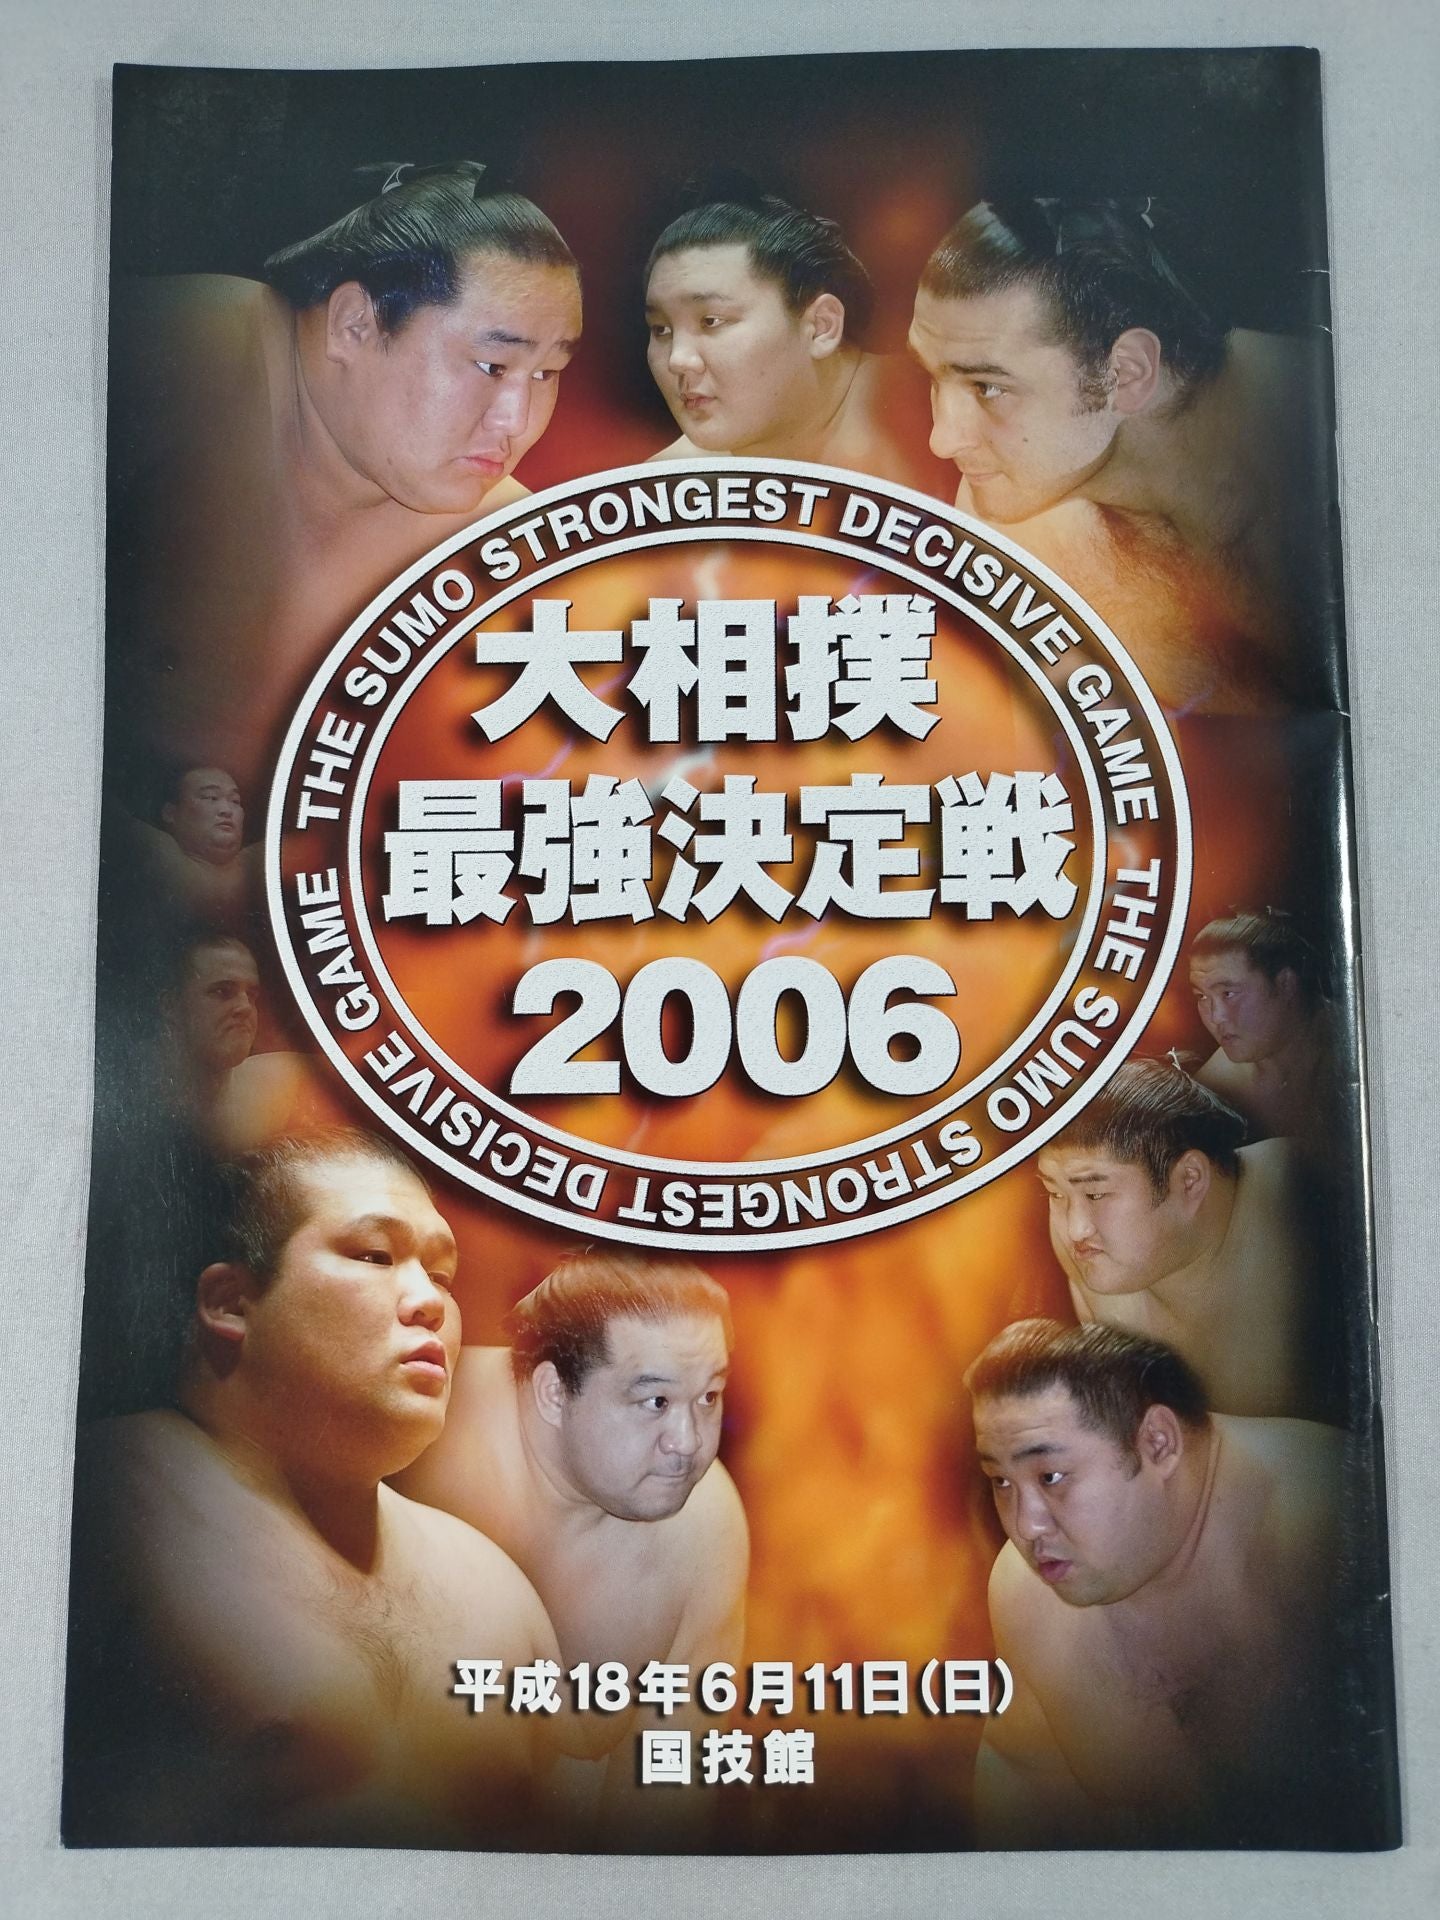 THE SUMO STRONGEST DECISIVE GAME THE SUMO STRONGEST DECISIVE GAME
大相撲
最強決定戦
2006
平成18年6月11日(日)
国技館